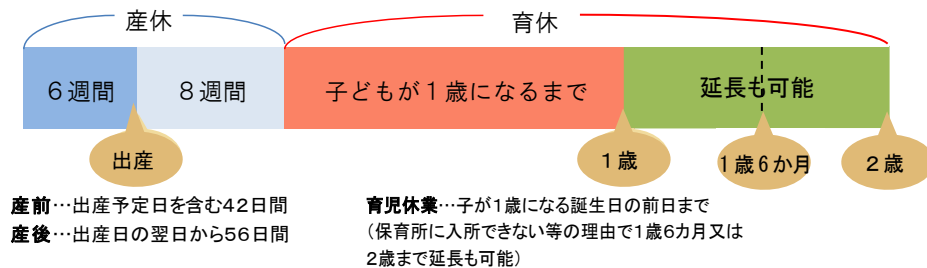 産休
育休
6週間
8週間
子どもが1歳になるまで
延長も可能
出産
1歳
1歳6か月
2歳
産前…出産予定日を含む42日間
産後…出産日の翌日から56日間
育児休業…子が1歳になる誕生日の前日まで
(保育所に入所できない等の理由で1歳6カ月又は
2歳まで延長も可能)